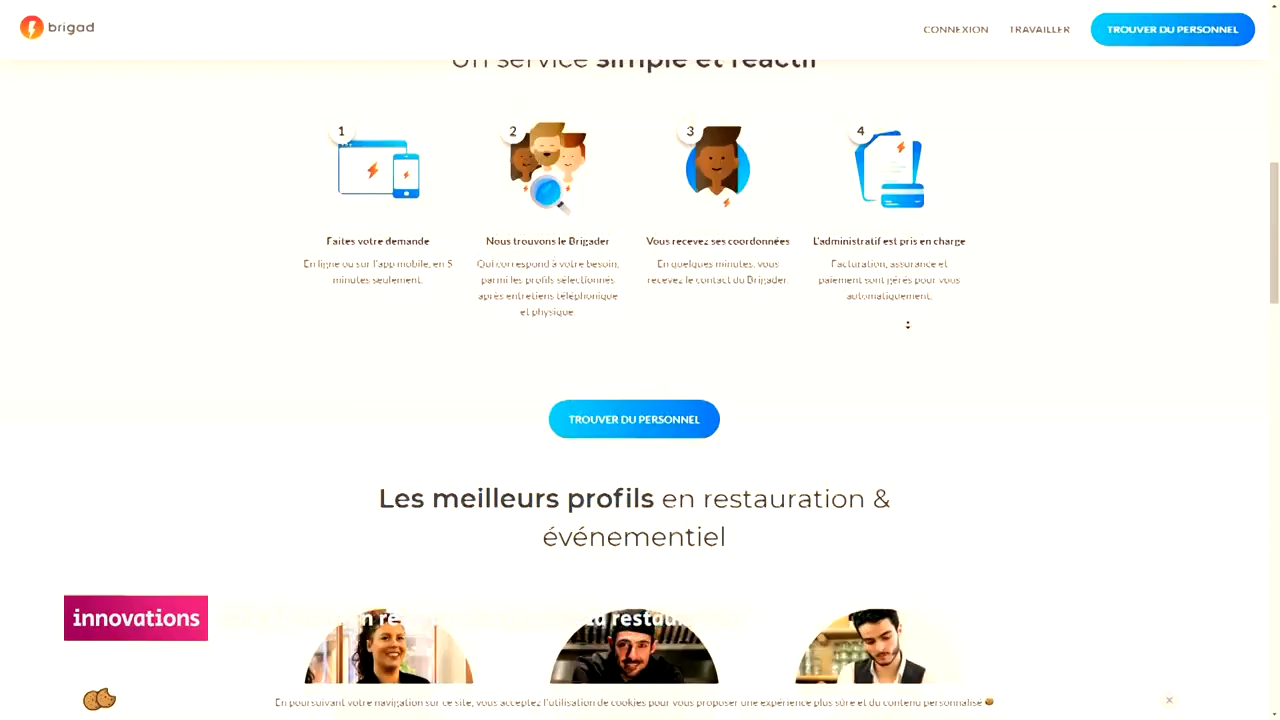 brigad
CONNEXION
TRAVAILLER
TROUVER DU PERSONNEL
Un service simple et réactif
1
2
3
4
Faites votre demande
En ligne ou sur l'app mobile, en 5
minutes seulement.
Nous trouvons le Brigader
Qui correspond à votre besoin,
parmi les profils sélectionnés
après entretiens téléphonique
et physique.
Vous recevez ses coordonnées
En quelques minutes, vous
recevez le contact du Brigader.
L'administratif est pris en charge
Facturation, assurance et
paiement sont gérés pour vous
automatiquement.
TROUVER DU PERSONNEL
Les meilleurs profils en restauration &
événementiel
innovations
En poursuivant votre navigation sur ce site, vous acceptez l'utilisation de cookies pour vous proposer une expérience plus sûre et du contenu personnalisé